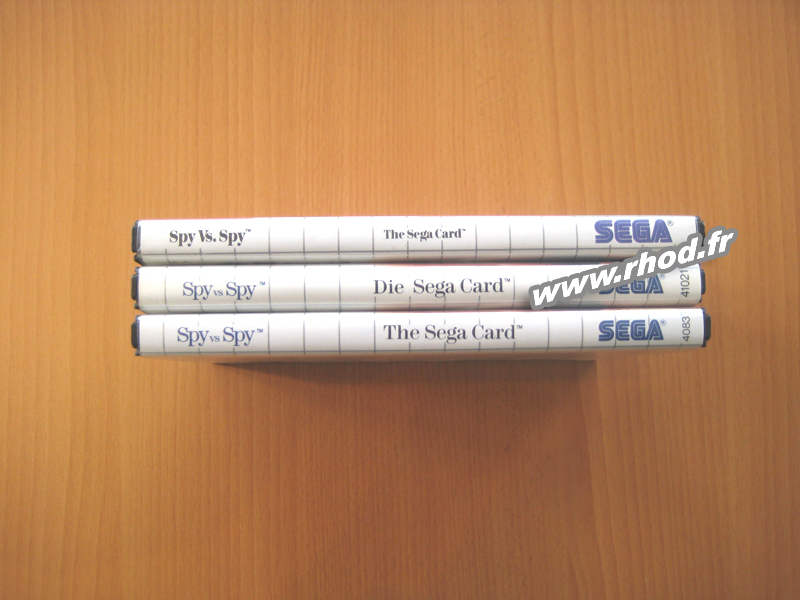 Spy Vs. Spy™ The Sega Card™ SEGA®
www.rhod.fr
Spy vs Spy™ Die Sega Card™ SEGA® 41021
Spy vs Spy™ The Sega Card™ SEGA® 4083